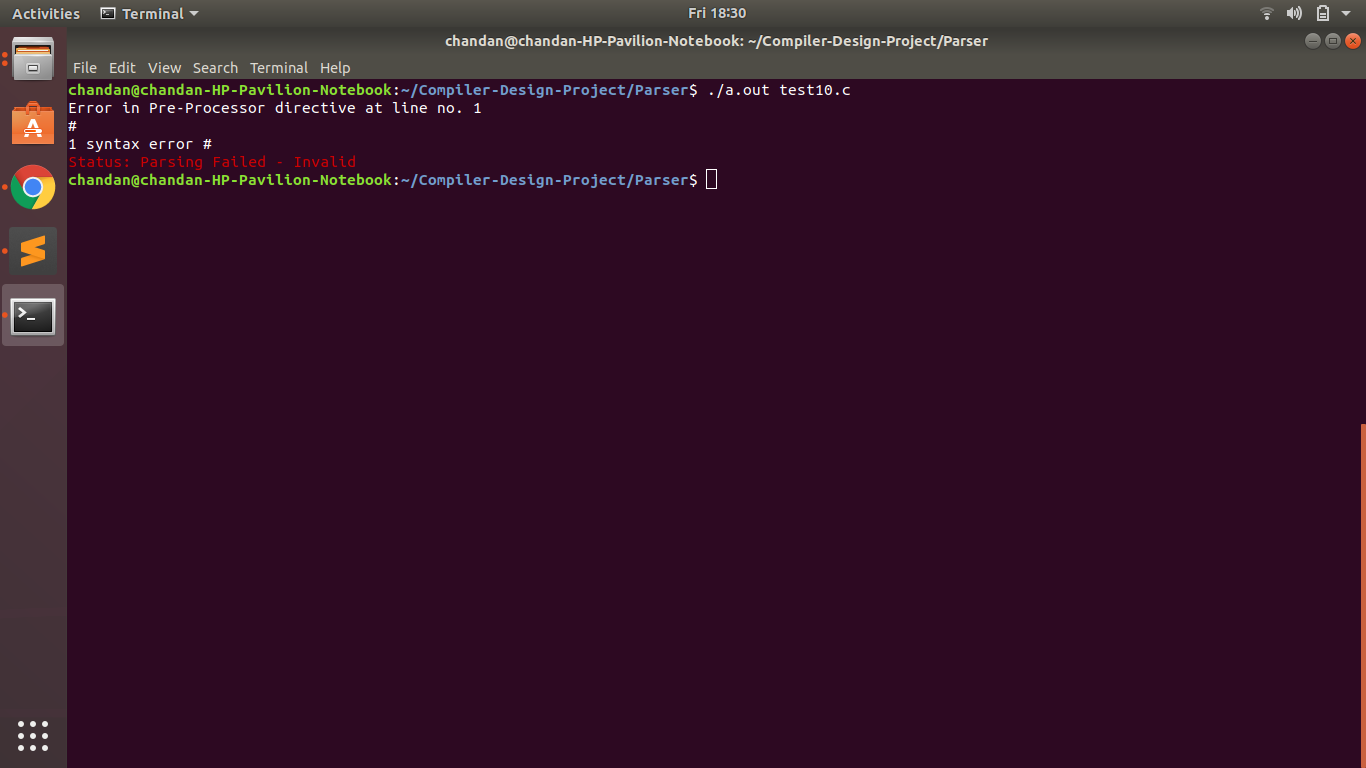 Activities Terminal Fri 18:30
chandan@chandan-HP-Pavilion-Notebook: ~/Compiler-Design-Project/Parser
File Edit View Search Terminal Help
chandan@chandan-HP-Pavilion-Notebook:~/Compiler-Design-Project/Parser$ ./a.out test10.c
Error in Pre-Processor directive at line no. 1
#
1 syntax error #
Status: Parsing Failed - Invalid
chandan@chandan-HP-Pavilion-Notebook:~/Compiler-Design-Project/Parser$